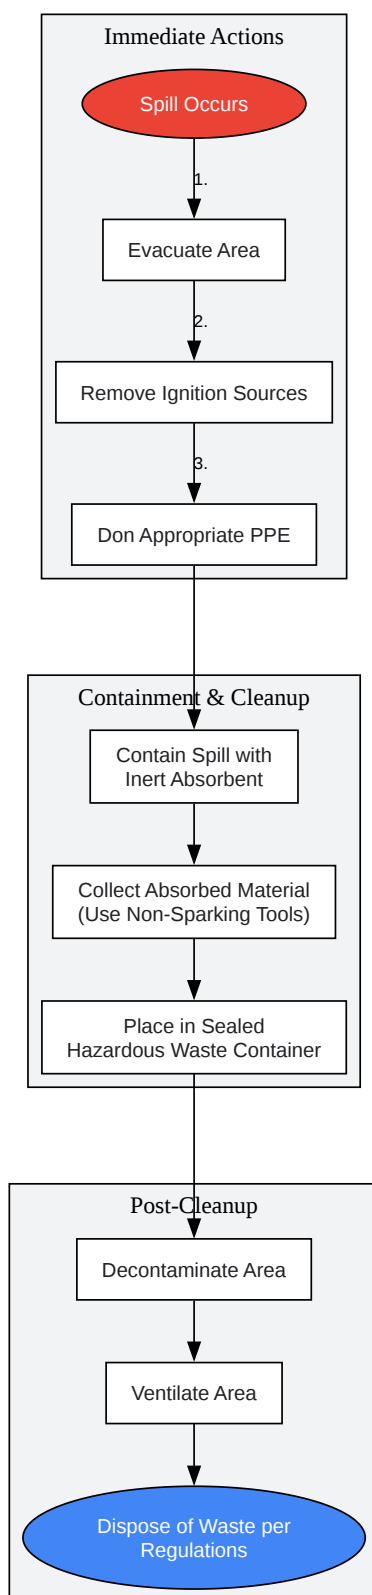 Immediate Actions
Spill Occurs
1.
Evacuate Area
2.
Remove Ignition Sources
3.
Don Appropriate PPE
Containment & Cleanup
Contain Spill with
Inert Absorbent
Collect Absorbed Material
(Use Non-Sparking Tools)
Place in Sealed
Hazardous Waste Container
Post-Cleanup
Decontaminate Area
Ventilate Area
Dispose of Waste per
Regulations